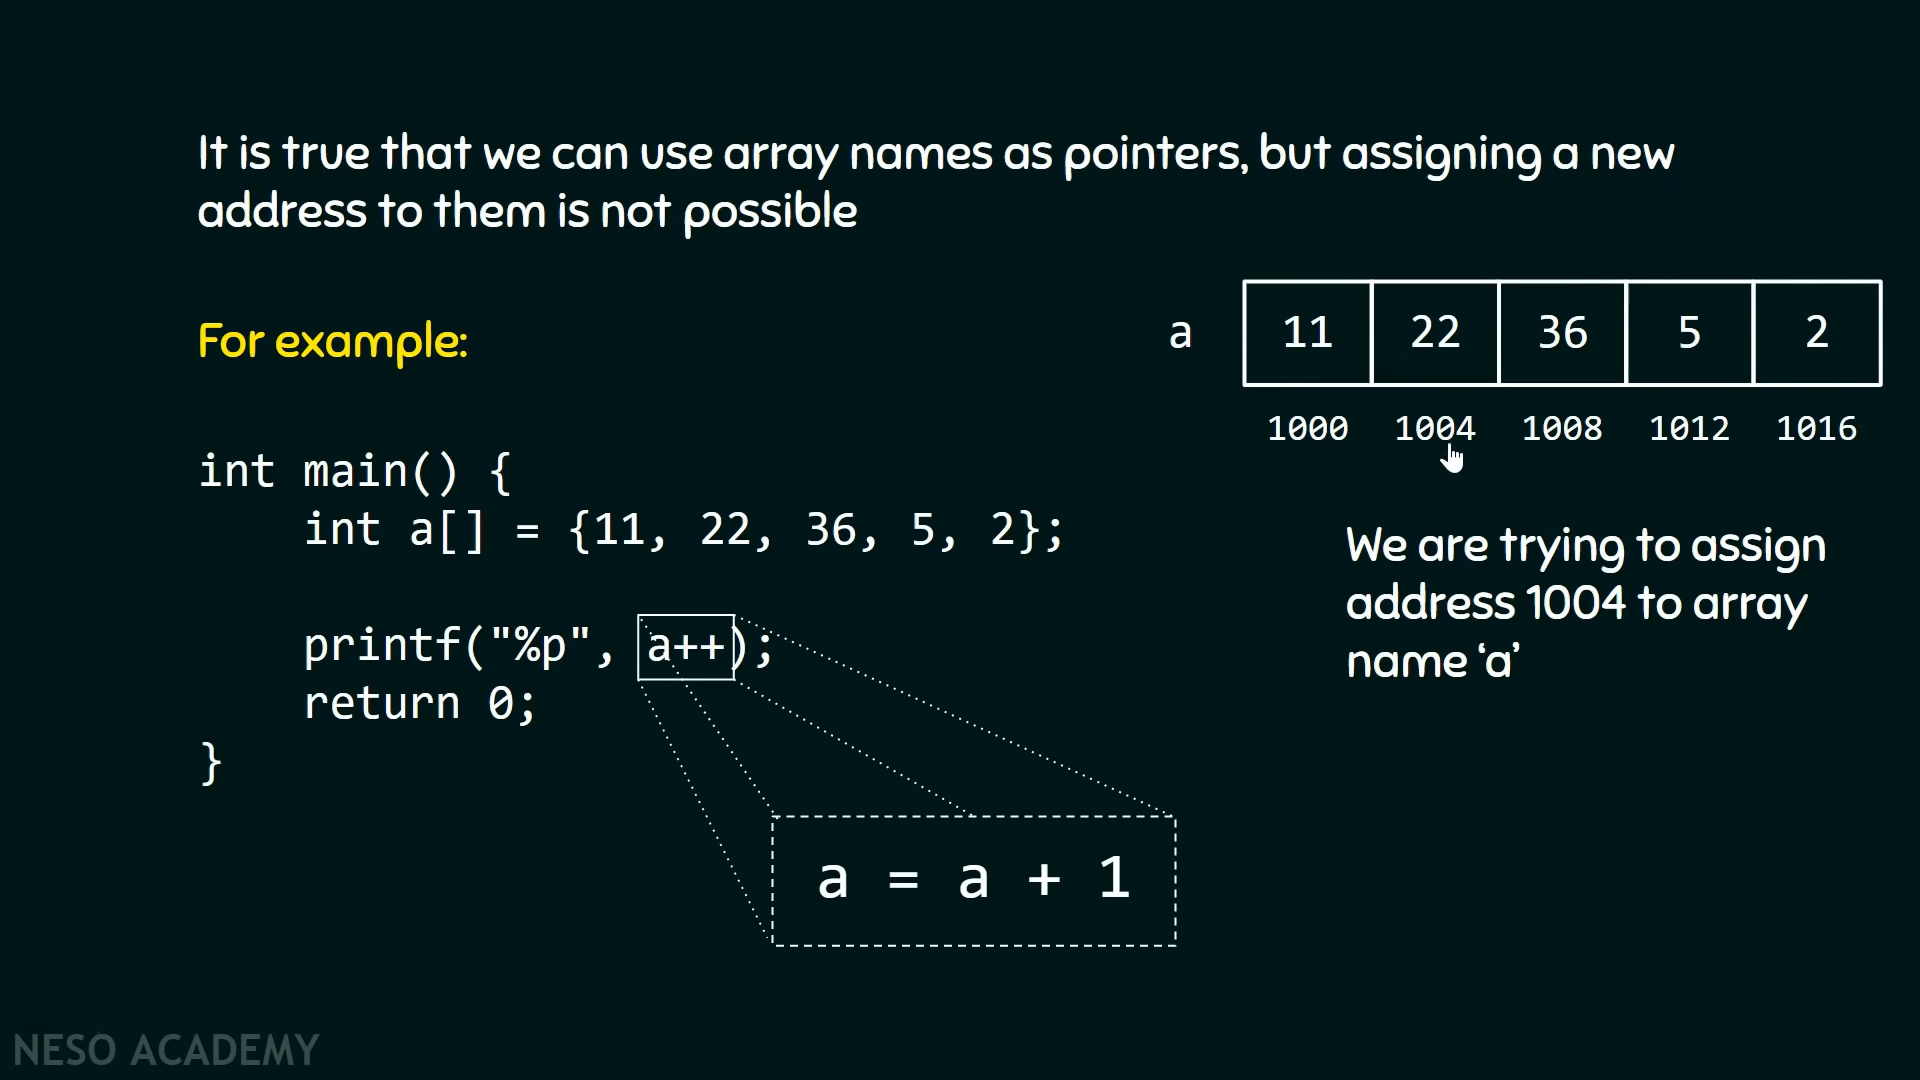 It is true that we can use array names as pointers, but assigning a new
address to them is not possible
For example:
a 11 22 36 5 2
1000 1004 1008 1012 1016
int main() {
int a[] = {11, 22, 36, 5, 2};
printf("%p", a++);
return 0;
}
We are trying to assign
address 1004 to array
name ‘a’
a = a + 1
NESO ACADEMY